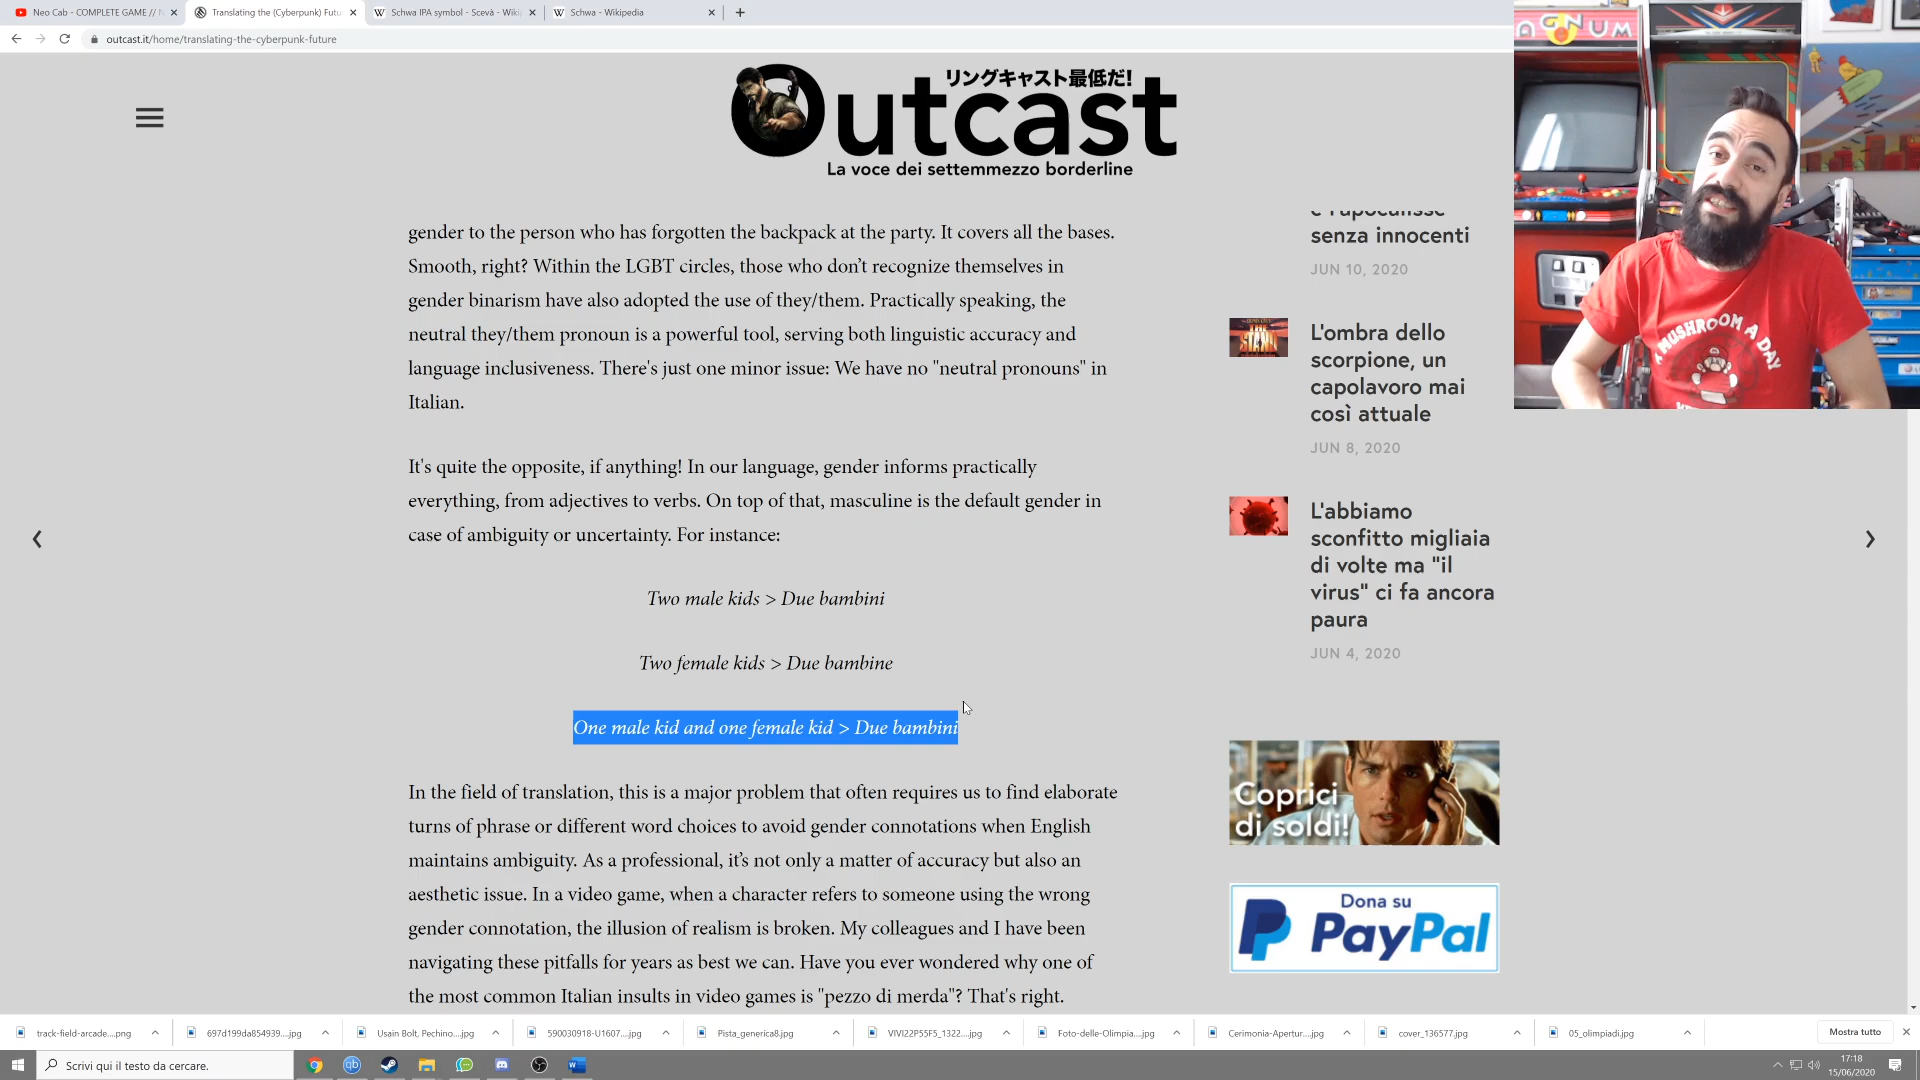 Neo Cab - COMPLETE GAME // N
Translating the (Cyberpunk) Futu
Schwa IPA symbol - Scevà - Wiki
Schwa - Wikipedia
outcast.it/home/translating-the-cyberpunk-future
リングキャスト最低だ!
Outcast
La voce dei settemmezzo borderline
gender to the person who has forgotten the backpack at the party. It covers all the bases.
Smooth, right? Within the LGBT circles, those who don’t recognize themselves in
gender binarism have also adopted the use of they/them. Practically speaking, the
neutral they/them pronoun is a powerful tool, serving both linguistic accuracy and
language inclusiveness. There's just one minor issue: We have no "neutral pronouns" in
Italian.
It's quite the opposite, if anything! In our language, gender informs practically
everything, from adjectives to verbs. On top of that, masculine is the default gender in
case of ambiguity or uncertainty. For instance:
Two male kids > Due bambini
Two female kids > Due bambine
One male kid and one female kid > Due bambini
In the field of translation, this is a major problem that often requires us to find elaborate
turns of phrase or different word choices to avoid gender connotations when English
maintains ambiguity. As a professional, it’s not only a matter of accuracy but also an
aesthetic issue. In a video game, when a character refers to someone using the wrong
gender connotation, the illusion of realism is broken. My colleagues and I have been
navigating these pitfalls for years as best we can. Have you ever wondered why one of
the most common Italian insults in video games is "pezzo di merda"? That's right.
e l'apocalisse
senza innocenti
JUN 10, 2020
L'ombra dello
scorpione, un
capolavoro mai
così attuale
JUN 8, 2020
L'abbiamo
sconfitto migliaia
di volte ma "il
virus" ci fa ancora
paura
JUN 4, 2020
Coprici
di soldi!
Dona su
PayPal
A MUSHROOM A DAY
track-field-arcade....png
697d199da854939....jpg
Usain Bolt, Pechino....jpg
590030918-U1607....jpg
Pista_generica8.jpg
VIVI22P55F5_1322....jpg
Foto-delle-Olimpia....jpg
Cerimonia-Apertur....jpg
cover_136577.jpg
05_olimpiadi.jpg
Mostra tutto
Scrivi qui il testo da cercare.
17:18
15/06/2020